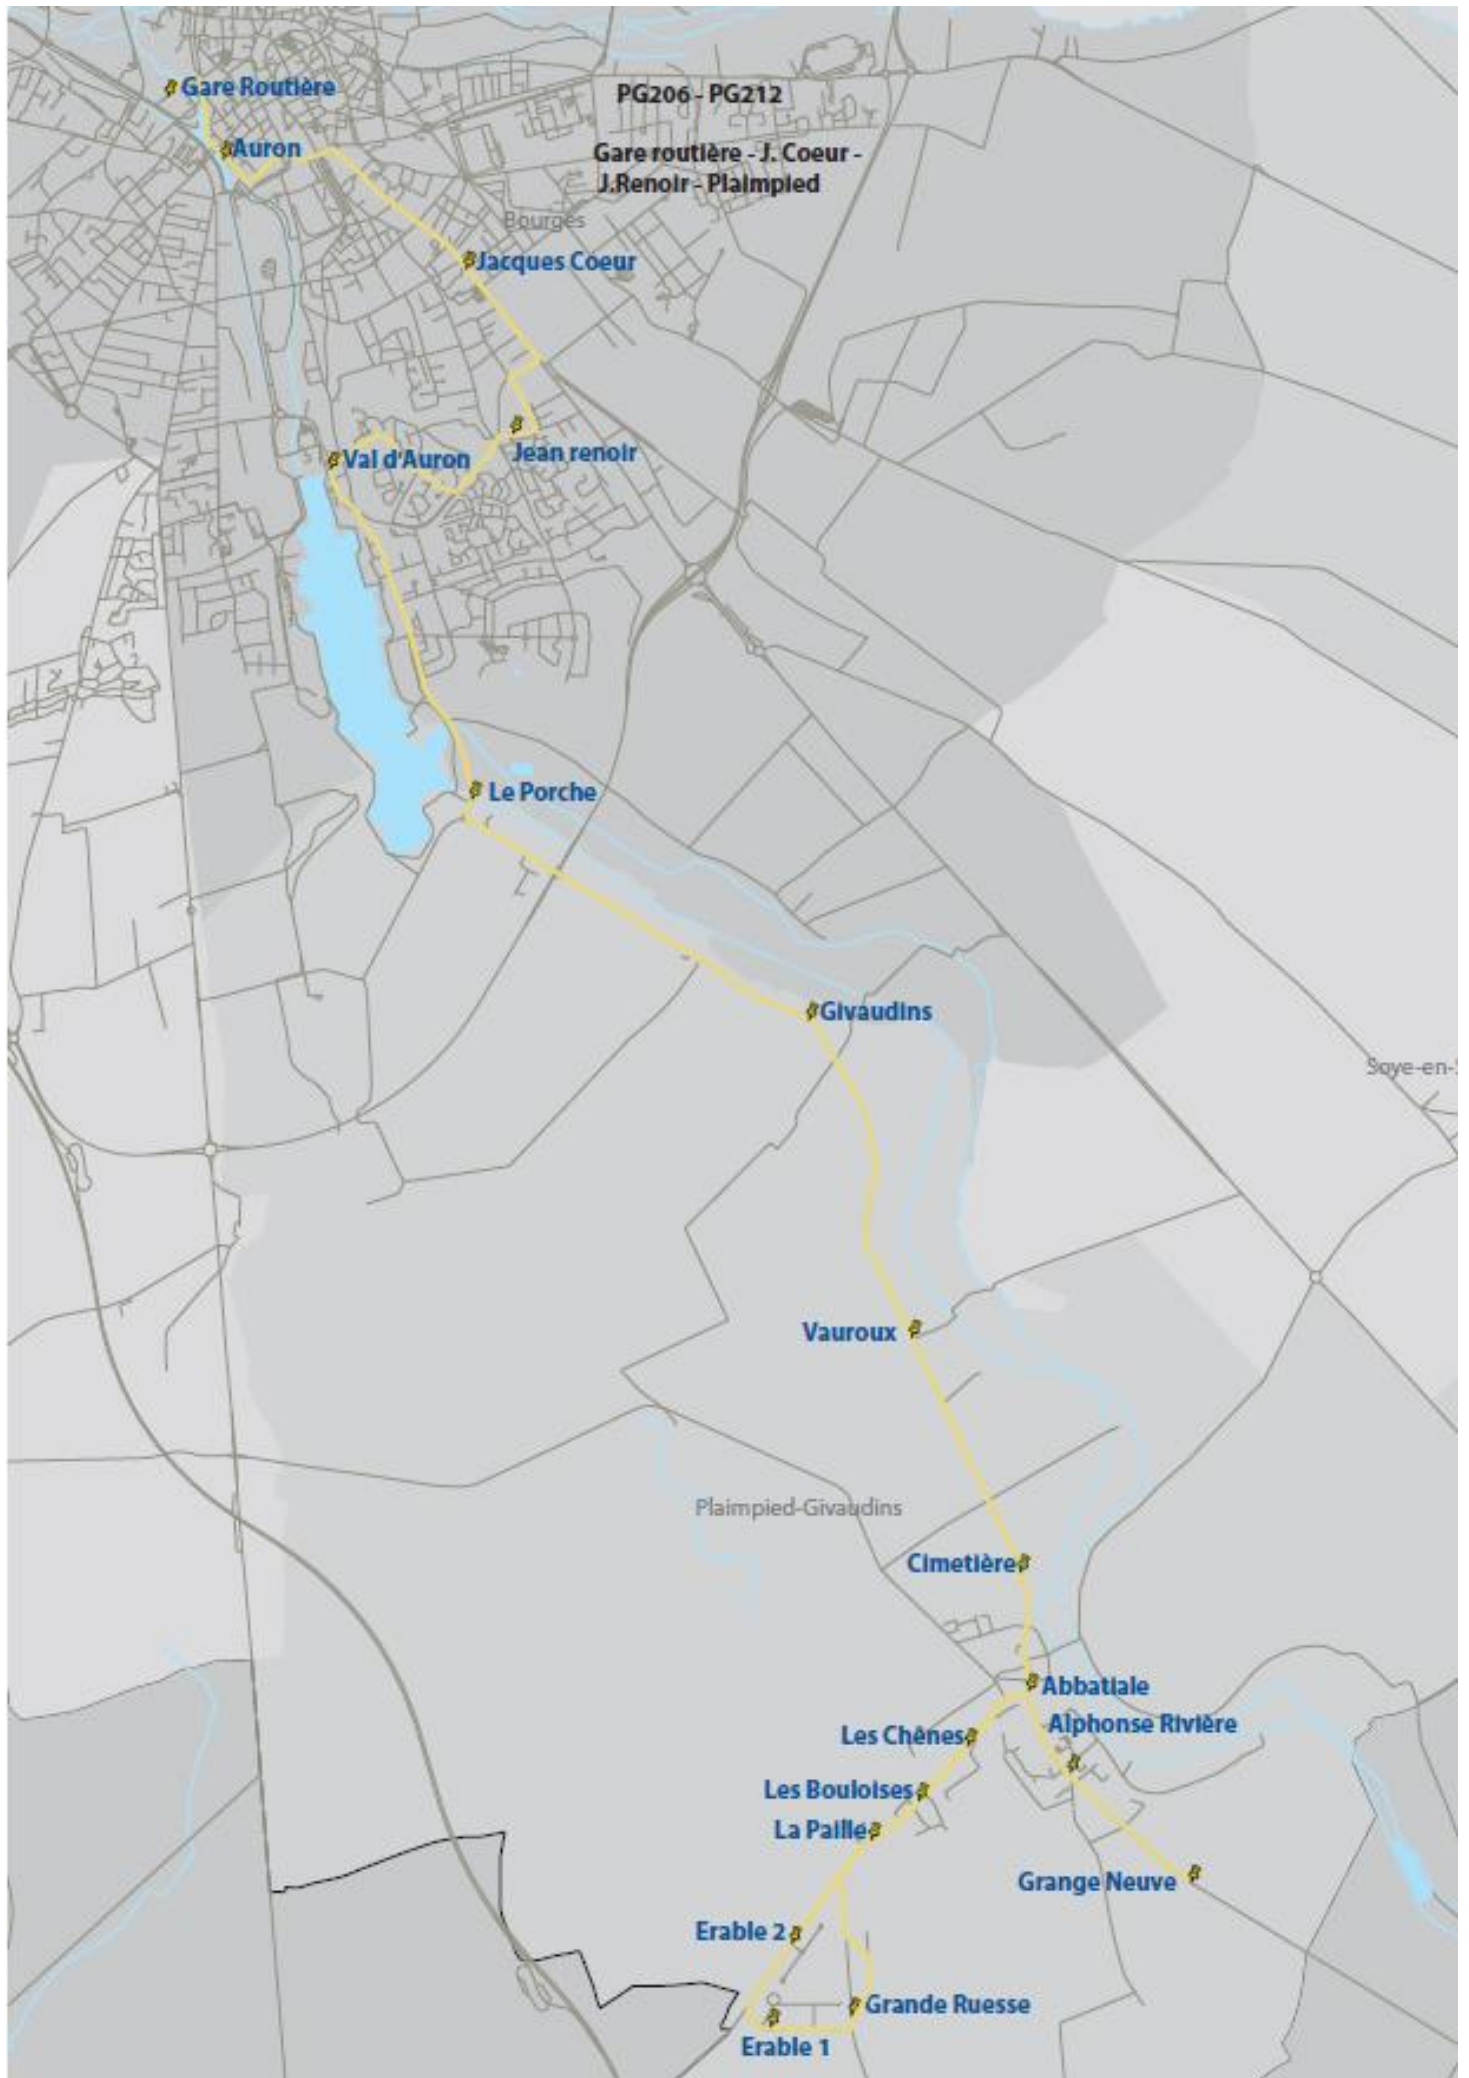 Gare Routière
PG206 - PG212
Auron
Gare routière - J. Coeur -
J.Renoir - Plaimpied
Bourges
Jacques Coeur
Jean renoir
Val d'Auron
Le Porche
Givaudins
Soye-en-S
Vauroux
Plaimpied-Givaudins
Cimetière
Abbatiale
Alphonse Rivière
Les Chênes
Les Bouloises
La Paille
Grange Neuve
Erable 2
Grande Ruesse
Erable 1